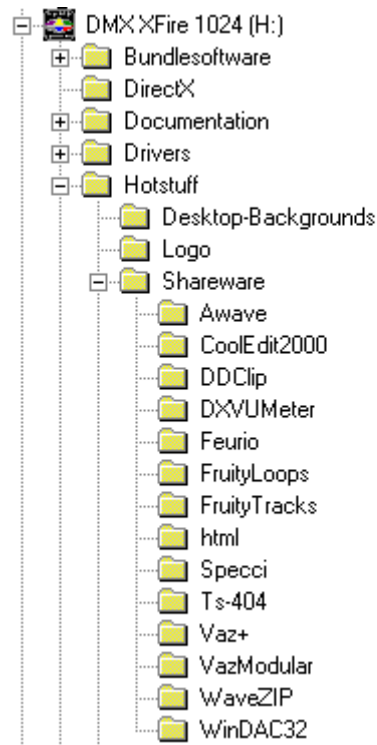 DMX XFire 1024 (H:)
Bundlesoftware
DirectX
Documentation
Drivers
Hotstuff
Desktop-Backgrounds
Logo
Shareware
Awave
CoolEdit2000
DDClip
DXVUMeter
Feurio
FruityLoops
FruityTracks
html
Specci
Ts-404
Vaz+
VazModular
WaveZIP
WinDAC32